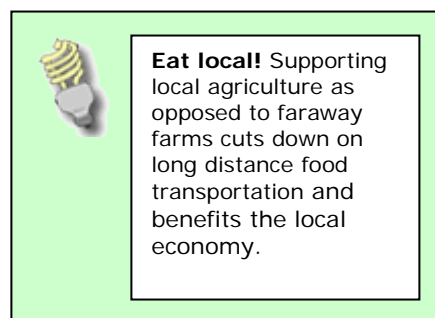 Eat local! Supporting
local agriculture as
opposed to faraway
farms cuts down on
long distance food
transportation and
benefits the local
economy.